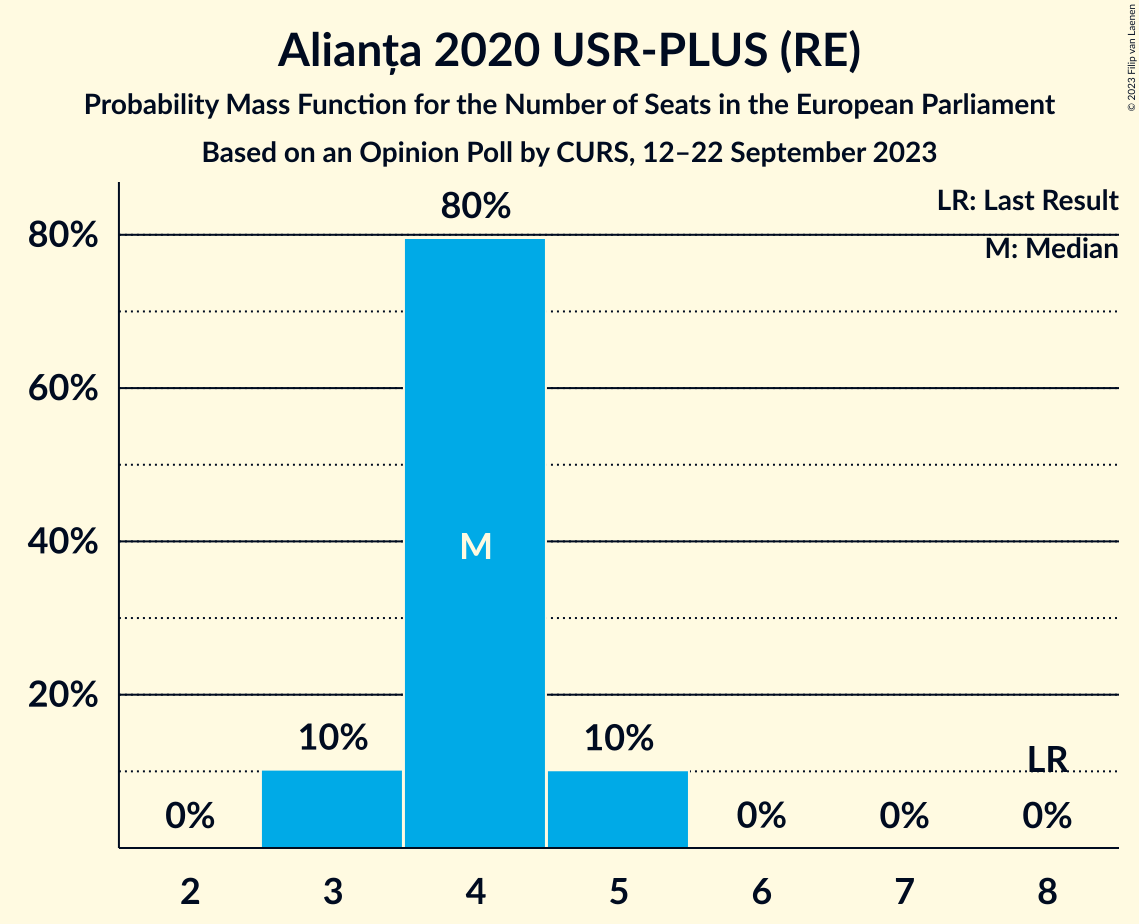 Alianța 2020 USR-PLUS (RE)
Probability Mass Function for the Number of Seats in the European Parliament
Based on an Opinion Poll by CURS, 12–22 September 2023
© 2023 Filip van Laenen
LR: Last Result
M: Median
80%
80%
60%
40%
M
20%
10%
10%
LR
0%
0%
0%
0%
2
3
4
5
6
7
8